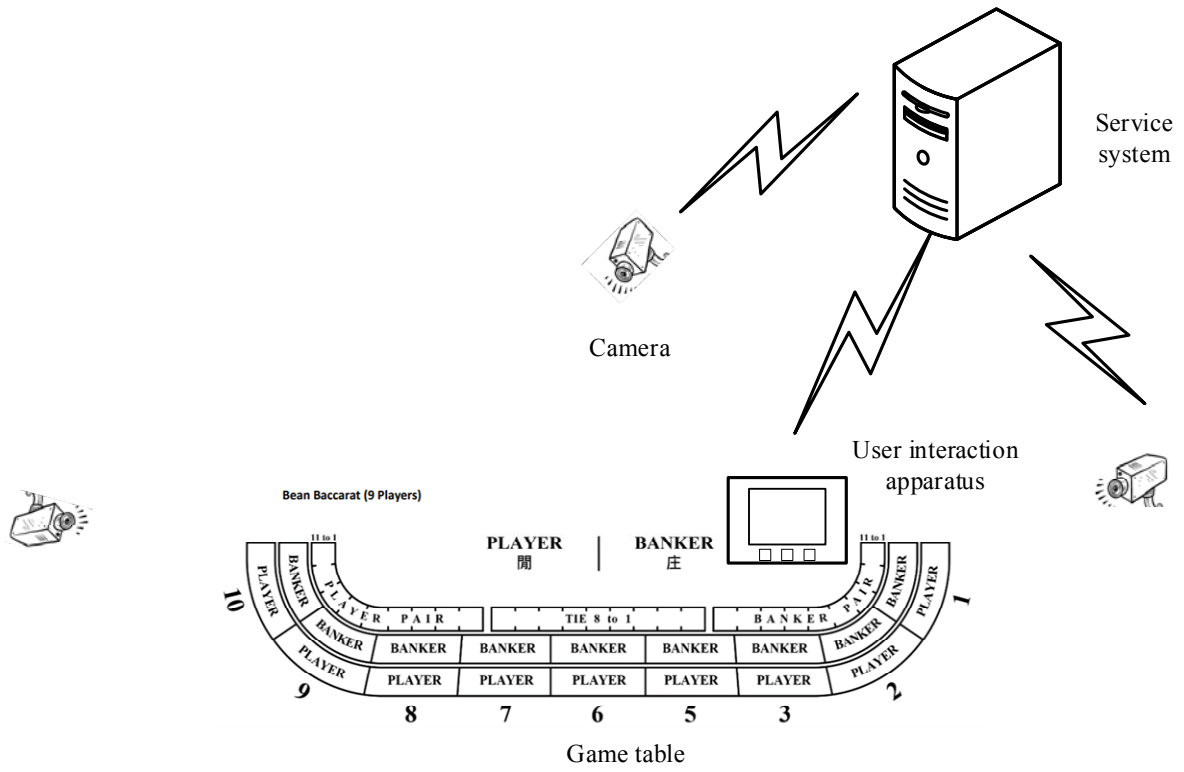 Service
system
Camera
User interaction
apparatus
Bean Baccarat (9 Players)
11 to 1
11 to 1
PLAYER
BANKER
閒
庄
PLAYER
BANKER
PLAYER PAIR
TIE 8 to 1
BANKER PAIR
BANKER
PLAYER
BANKER
BANKER
BANKER
BANKER
BANKER
BANKER
BANKER
PLAYER
PLAYER
PLAYER
PLAYER
PLAYER
PLAYER
PLAYER
10
9
8
7
6
5
3
2
1
Game table